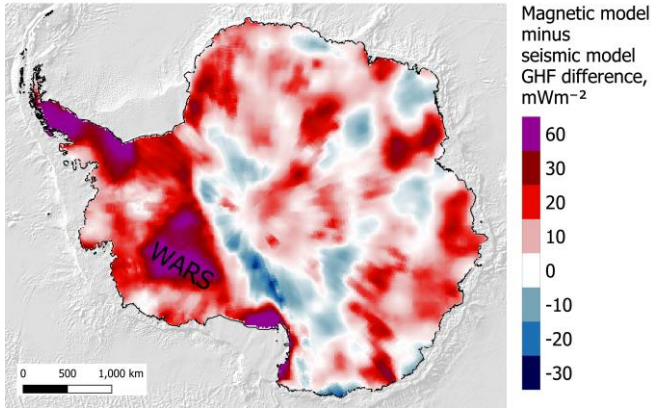 Magnetic model
minus
seismic model
GHF difference,
mWm⁻²
60
30
20
10
0
-10
-20
-30
WARS
0 500 1,000 km